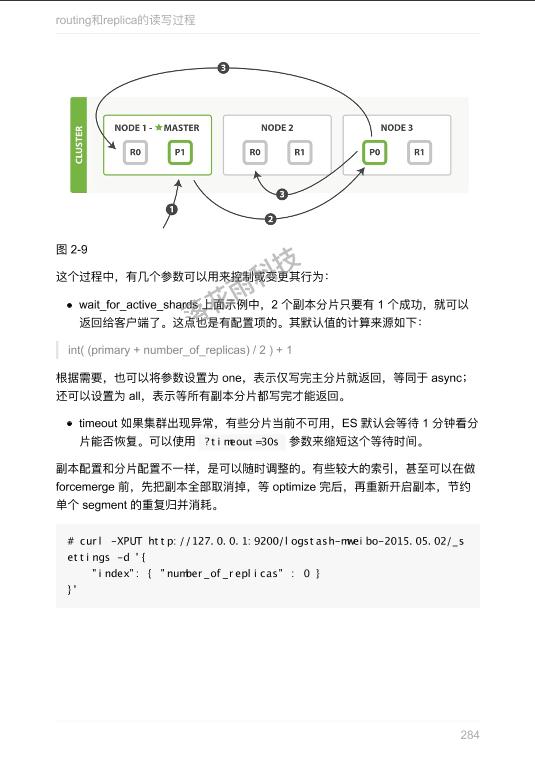 routing和replica的读写过程
3
CLUSTER
NODE 1 - ★MASTER
NODE 2
NODE 3
R0
P1
R0
R1
P0
R1
3
1
2
图 2-9
这个过程中，有几个参数可以用来控制或变更其行为：
• wait_for_active_shards 上面示例中，2 个副本分片只要有 1 个成功，就可以
返回给客户端了。这点也是有配置项的。其默认值的计算来源如下：
int( (primary + number_of_replicas) / 2 ) + 1
根据需要，也可以将参数设置为 one，表示仅写完主分片就返回，等同于 async；
还可以设置为 all，表示等所有副本分片都写完才能返回。
• timeout 如果集群出现异常，有些分片当前不可用，ES 默认会等待 1 分钟看分
片能否恢复。可以使用 ?timeout=30s 参数来缩短这个等待时间。
副本配置和分片配置不一样，是可以随时调整的。有些较大的索引，甚至可以在做
forcemerge 前，先把副本全部取消掉，等 optimize 完后，再重新开启副本，节约
单个 segment 的重复归并消耗。
# curl -XPUT http://127.0.0.1:9200/logstash-mweibo-2015.05.02/_s
ettings -d '{
"index": { "number_of_replicas" : 0 }
}'
落花雨科技
284